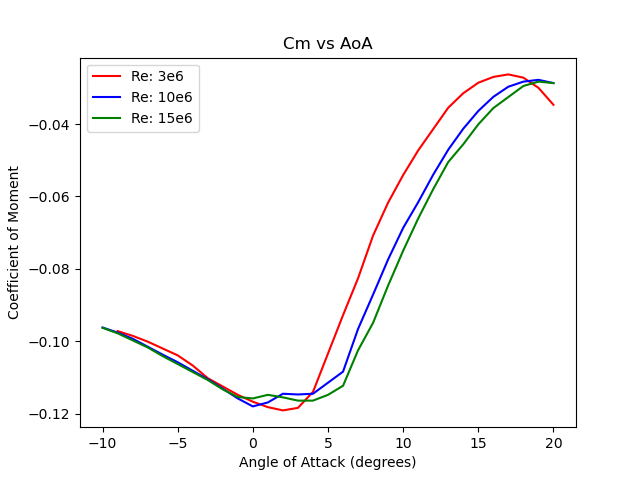 Cm vs AoA
Re: 3e6
Re: 10e6
Re: 15e6
−0.04
−0.06
−0.08
−0.10
−0.12
Coefficient of Moment
−10 −5 0 5 10 15 20
Angle of Attack (degrees)